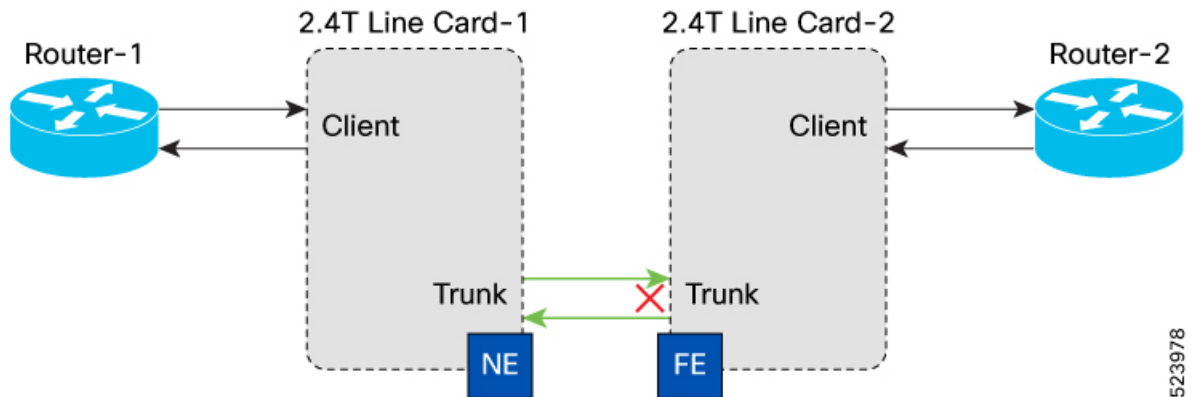 2.4T Line Card-1
2.4T Line Card-2
Router-1
Router-2
Client
Client
Trunk
Trunk
NE
FE
523978